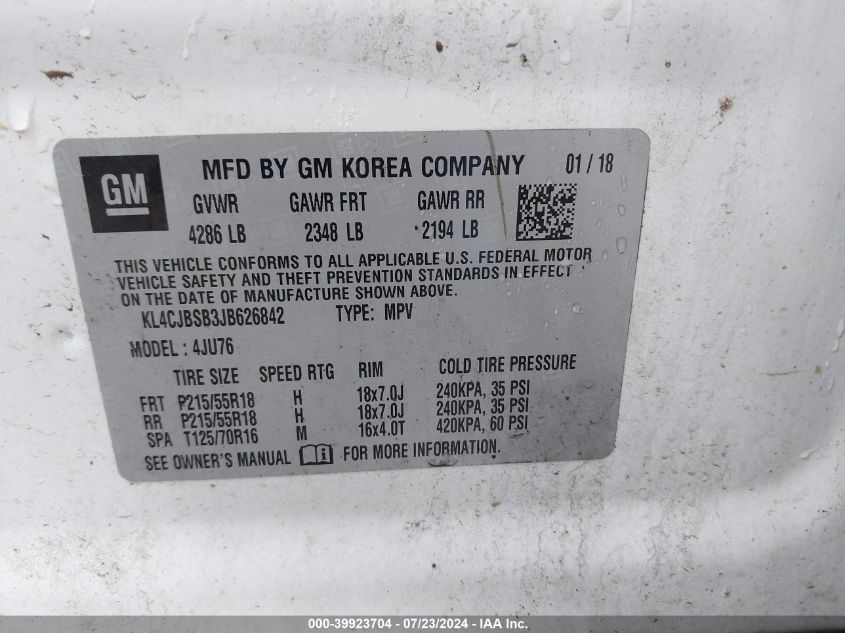 GM
MFD BY GM KOREA COMPANY 01 / 18
GVWR GAWR FRT GAWR RR
4286 LB 2348 LB 2194 LB
THIS VEHICLE CONFORMS TO ALL APPLICABLE U.S. FEDERAL MOTOR
VEHICLE SAFETY AND THEFT PREVENTION STANDARDS IN EFFECT
ON THE DATE OF MANUFACTURE SHOWN ABOVE.
KL4CJBSB3JB626842 TYPE: MPV
MODEL : 4JU76
TIRE SIZE SPEED RTG RIM COLD TIRE PRESSURE
FRT P215/55R18 H 18x7.0J 240KPA, 35 PSI
RR P215/55R18 H 18x7.0J 240KPA, 35 PSI
SPA T125/70R16 M 16x4.0T 420KPA, 60 PSI
SEE OWNER'S MANUAL FOR MORE INFORMATION.
000-39923704 - 07/23/2024 - IAA Inc.